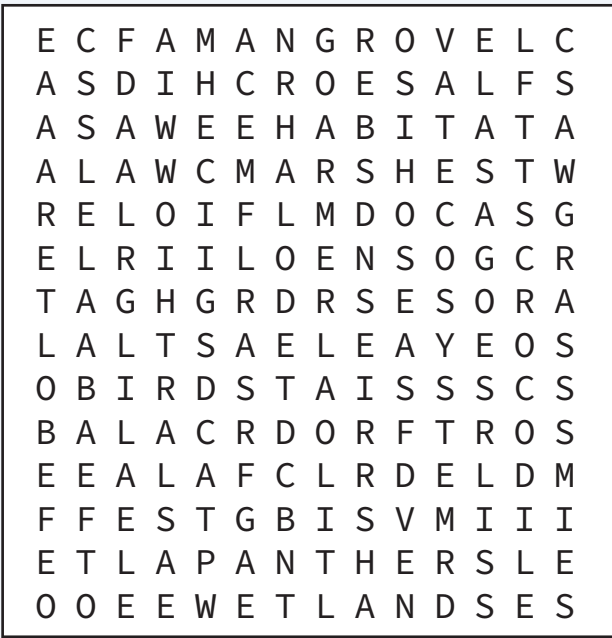 E C F A M A N G R O V E L C
A S D I H C R O E S A L F S
A S A W E E H A B I T A T A
A L A W C M A R S H E S T W
R E L O I F L M D O C A S G
E L R I I L O E N S O G C R
T A G H G R D R S E S O R A
L A L T S A E L E A Y E O S
O B I R D S T A I S S S C S
B A L A C R D O R F T R O S
E E A L A F C L R D E L D M
F F E S T G B I S V M I I I
E T L A P A N T H E R S L E
O O E E W E T L A N D S E S